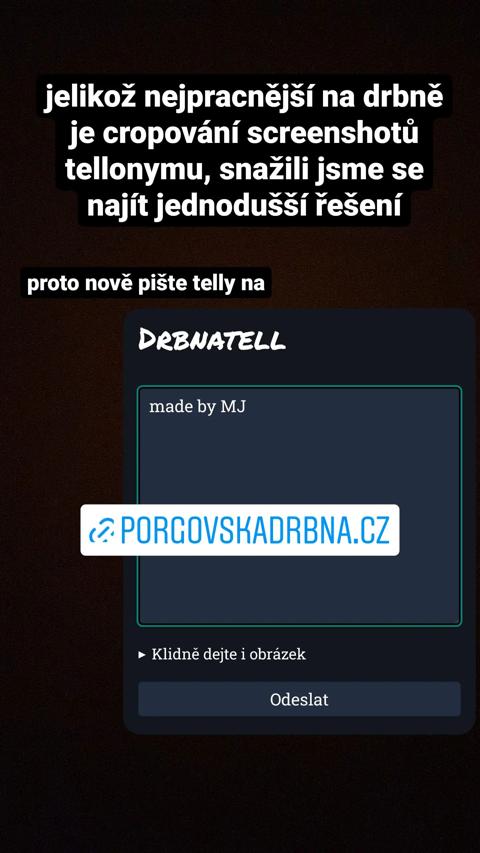 jelikož nejpracnější na drbně
je cropování screenshotů
tellonymu, snažili jsme se
najít jednodušší řešení
proto nově pište telly na
DRBNATELL
made by MJ
PORGOVSKADRBNA.CZ
▸ Klidně dejte i obrázek
Odeslat